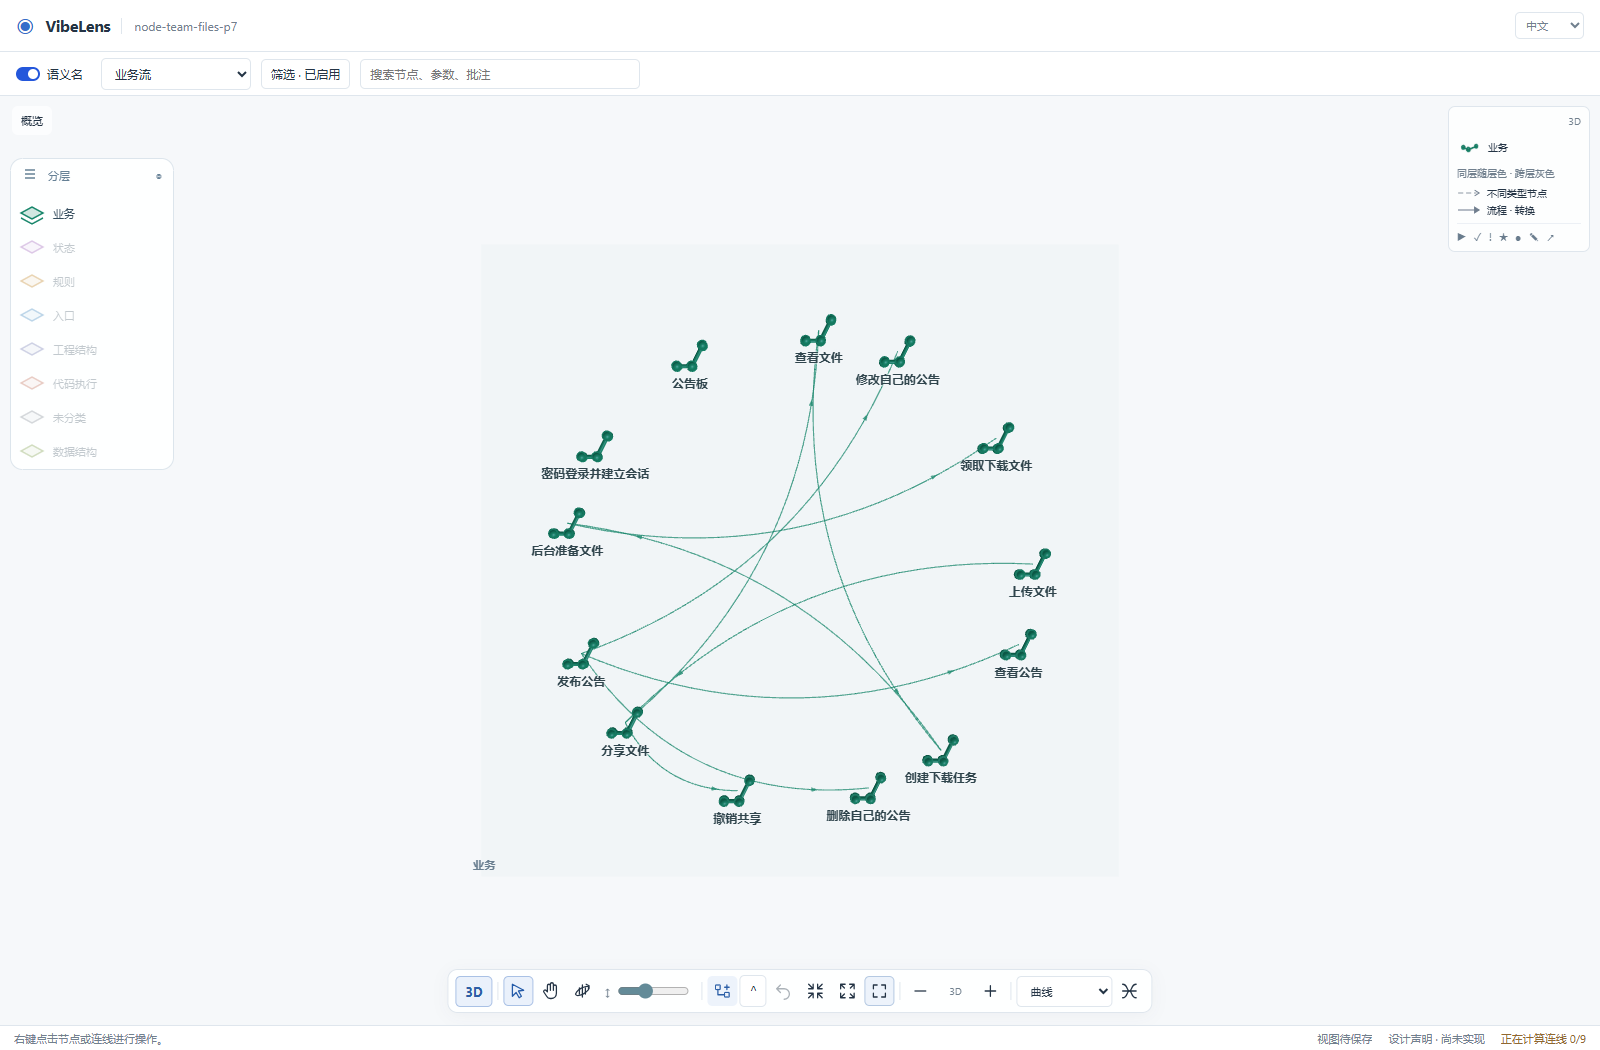 VibeLens
node-team-files-p7
中文
语义名
业务流
筛选 · 已启用
搜索节点、参数、批注
概览
3D
业务
同层随层色 · 跨层灰色
不同类型节点
流程 · 转换
分层
业务
状态
规则
入口
工程结构
代码执行
未分类
数据结构
查看文件
公告板
修改自己的公告
领取下载文件
密码登录并建立会话
后台准备文件
上传文件
查看公告
发布公告
分享文件
创建下载任务
撤销共享
删除自己的公告
业务
3D
3D
曲线
右键点击节点或连线进行操作。
视图待保存
设计声明 · 尚未实现
正在计算连线 0/9